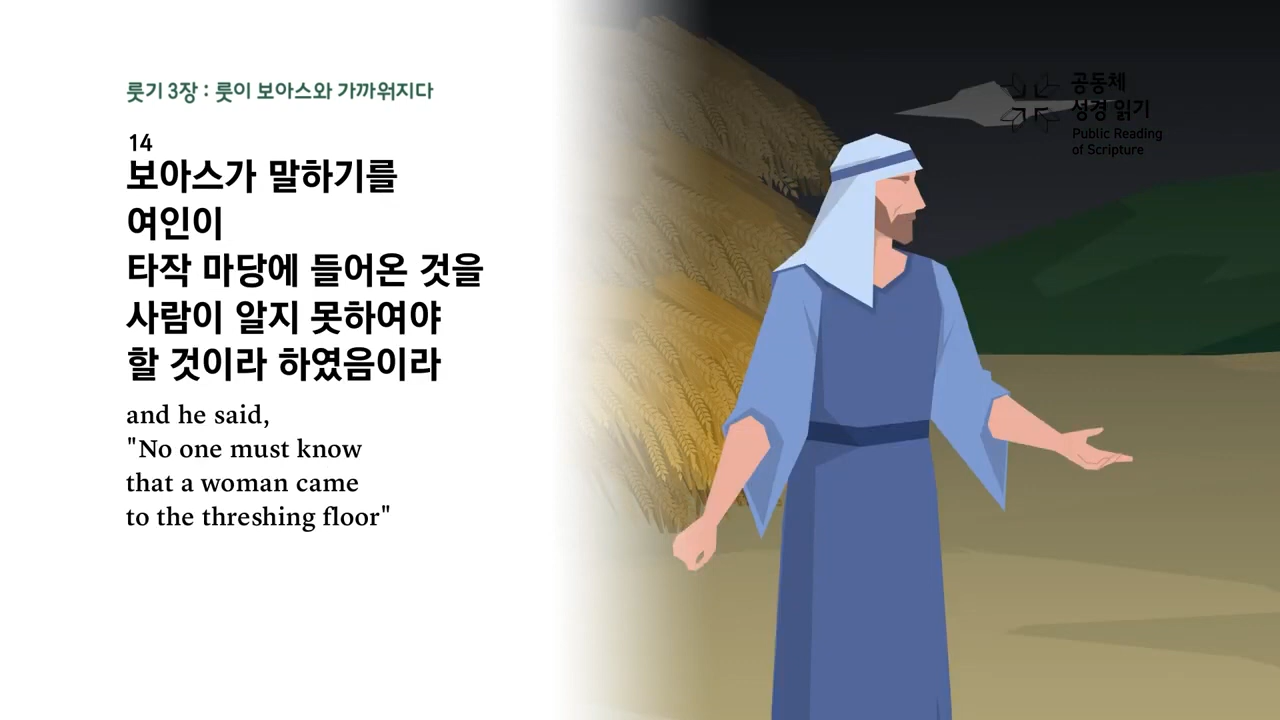 룻기 3장 : 룻이 보아스와 가까워지다
14
보아스가 말하기를
여인이
타작 마당에 들어온 것을
사람이 알지 못하여야
할 것이라 하였음이라
and he said,
"No one must know
that a woman came
to the threshing floor"
공동체
성경 읽기
Public Reading
of Scripture